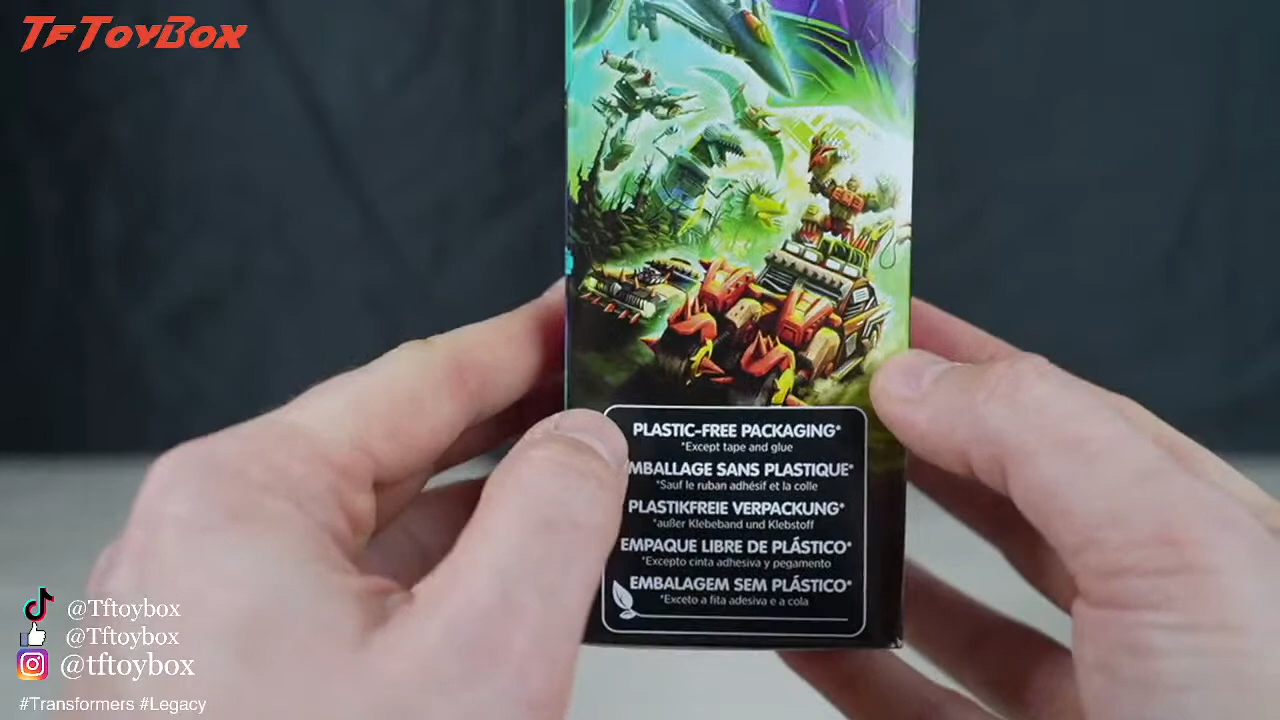 TFToyBox
PLASTIC-FREE PACKAGING*
*Except tape and glue
MBALLAGE SANS PLASTIQUE*
*Sauf le ruban adhésif et la colle
PLASTIKFREIE VERPACKUNG*
*außer Klebeband und Klebstoff
EMPAQUE LIBRE DE PLÁSTICO*
*Excepto cinta adhesiva y pegamento
EMBALAGEM SEM PLÁSTICO*
*Exceto a fita adesiva e a cola
@Tftoybox
@Tftoybox
@tftoybox
#Transformers #Legacy